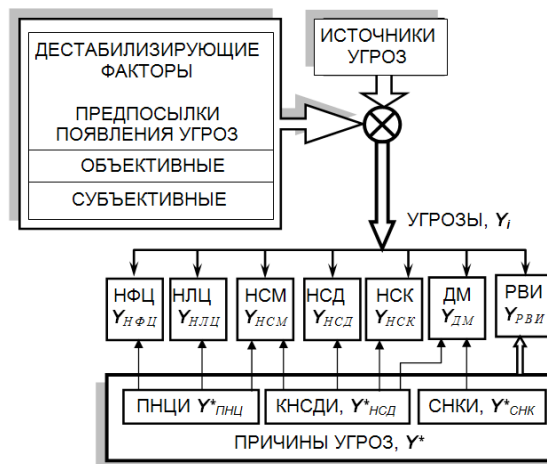 ДЕСТАБИЛИЗИРУЮЩИЕ
ФАКТОРЫ
ПРЕДПОСЫЛКИ
ПОЯВЛЕНИЯ УГРОЗ
ОБЪЕКТИВНЫЕ
СУБЪЕКТИВНЫЕ
ИСТОЧНИКИ
УГРОЗ
УГРОЗЫ, Yi
НФЦ
YНФЦ
НЛЦ
YНЛЦ
НСМ
YНСМ
НСД
YНСД
НСК
YНСК
ДМ
YДМ
РВИ
YРВИ
ПНЦИ Y*ПНЦ
КНСДИ, Y*НСД
СНКИ, Y*СНК
ПРИЧИНЫ УГРОЗ, Y*